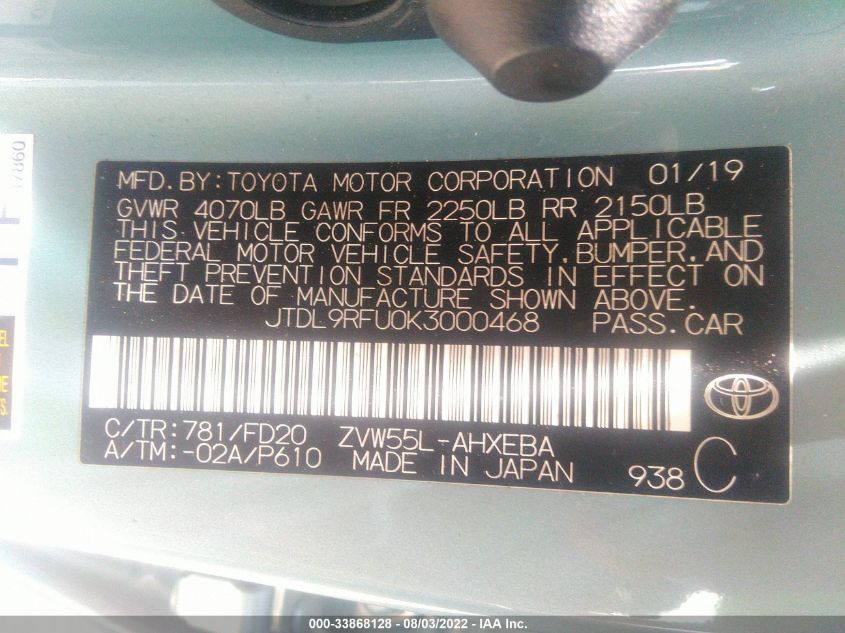 MFD.BY:TOYOTA MOTOR CORPORATION 01/19
GVWR 4070LB GAWR FR 2250LB RR 2150LB
THIS VEHICLE CONFORMS TO ALL APPLICABLE
FEDERAL MOTOR VEHICLE SAFETY,BUMPER,AND
THEFT PREVENTION STANDARDS IN EFFECT ON
THE DATE OF MANUFACTURE SHOWN ABOVE.
JTDL9RFU0K3000468 PASS.CAR
C/TR:781/FD20 ZVW55L-AHXEBA
A/TM:-02A/P610 MADE IN JAPAN 938 C
000-33868128 - 08/03/2022 - IAA Inc.